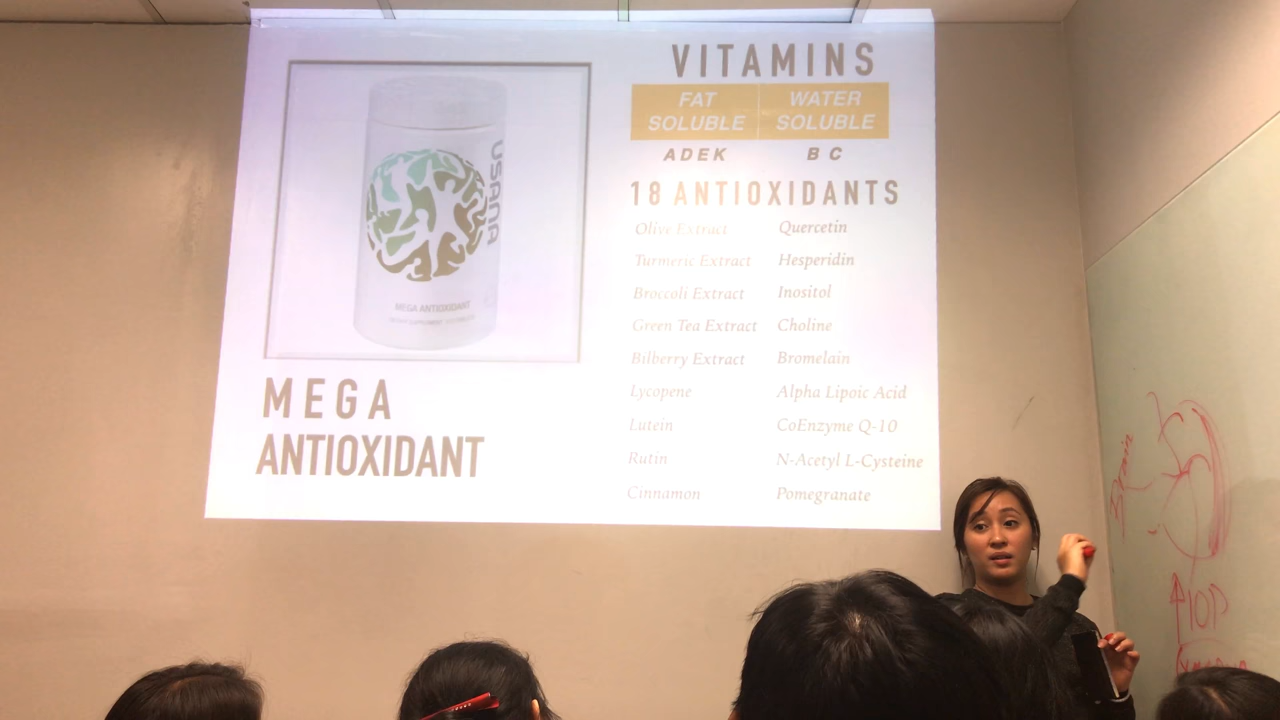 USANA
MEGA ANTIOXIDANT
MEGA
ANTIOXIDANT
VITAMINS
FAT SOLUBLE
WATER SOLUBLE
ADEK
BC
18 ANTIOXIDANTS
Olive Extract
Turmeric Extract
Broccoli Extract
Green Tea Extract
Bilberry Extract
Lycopene
Lutein
Rutin
Cinnamon
Quercetin
Hesperidin
Inositol
Choline
Bromelain
Alpha Lipoic Acid
CoEnzyme Q-10
N-Acetyl L-Cysteine
Pomegranate
IOP